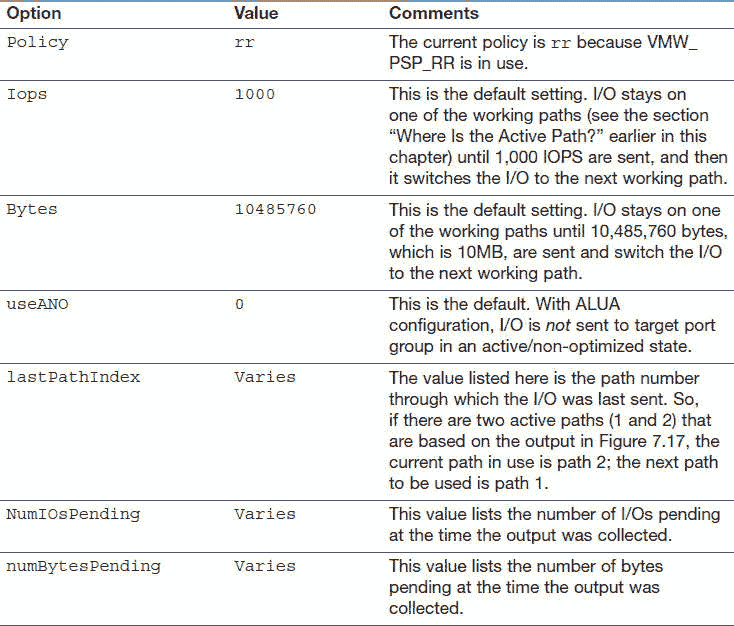 Option Value Comments
Policy rr The current policy is rr because VMW_
PSP_RR is in use.
Iops 1000 This is the default setting. I/O stays on
one of the working paths (see the section
“Where Is the Active Path?” earlier in this
chapter) until 1,000 IOPS are sent, and then
it switches the I/O to the next working path.
Bytes 10485760 This is the default setting. I/O stays on one
of the working paths until 10,485,760 bytes,
which is 10MB, are sent and switch the I/O
to the next working path.
useANO 0 This is the default. With ALUA
configuration, I/O is not sent to target port
group in an active/non-optimized state.
lastPathIndex Varies The value listed here is the path number
through which the I/O was last sent. So,
if there are two active paths (1 and 2) that
are based on the output in Figure 7.17, the
current path in use is path 2; the next path
to be used is path 1.
NumIOsPending Varies This value lists the number of I/Os pending
at the time the output was collected.
numBytesPending Varies This value lists the number of bytes
pending at the time the output was
collected.